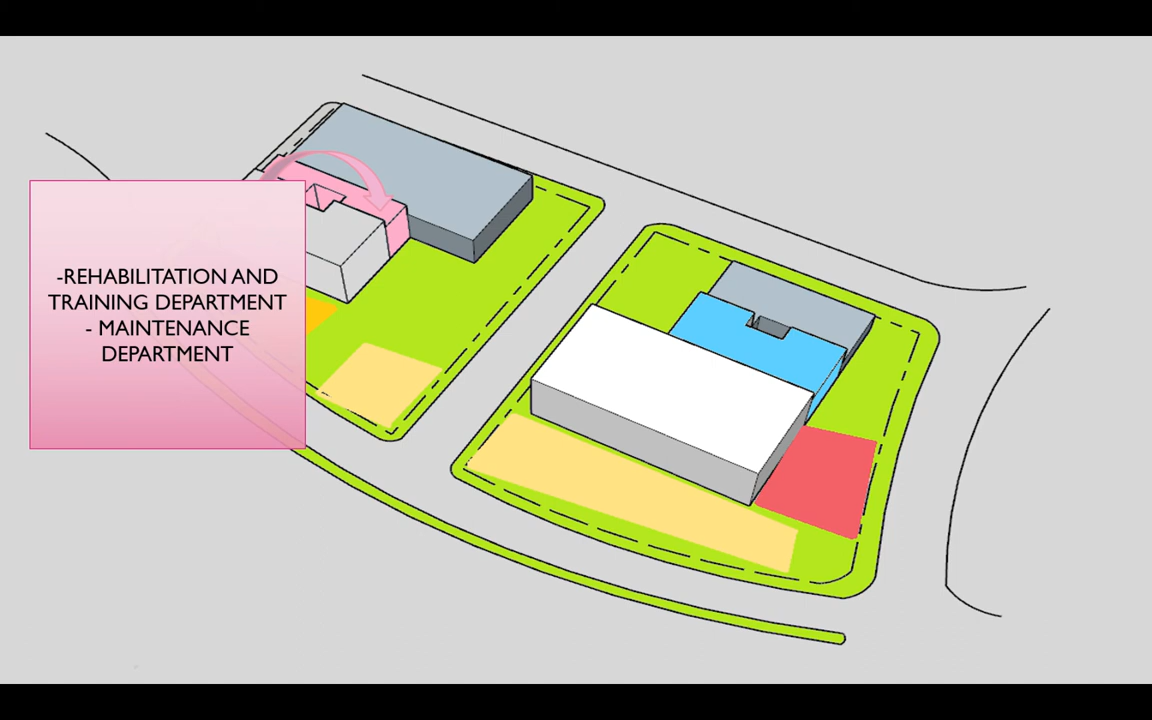 -REHABILITATION AND
TRAINING DEPARTMENT
- MAINTENANCE
DEPARTMENT